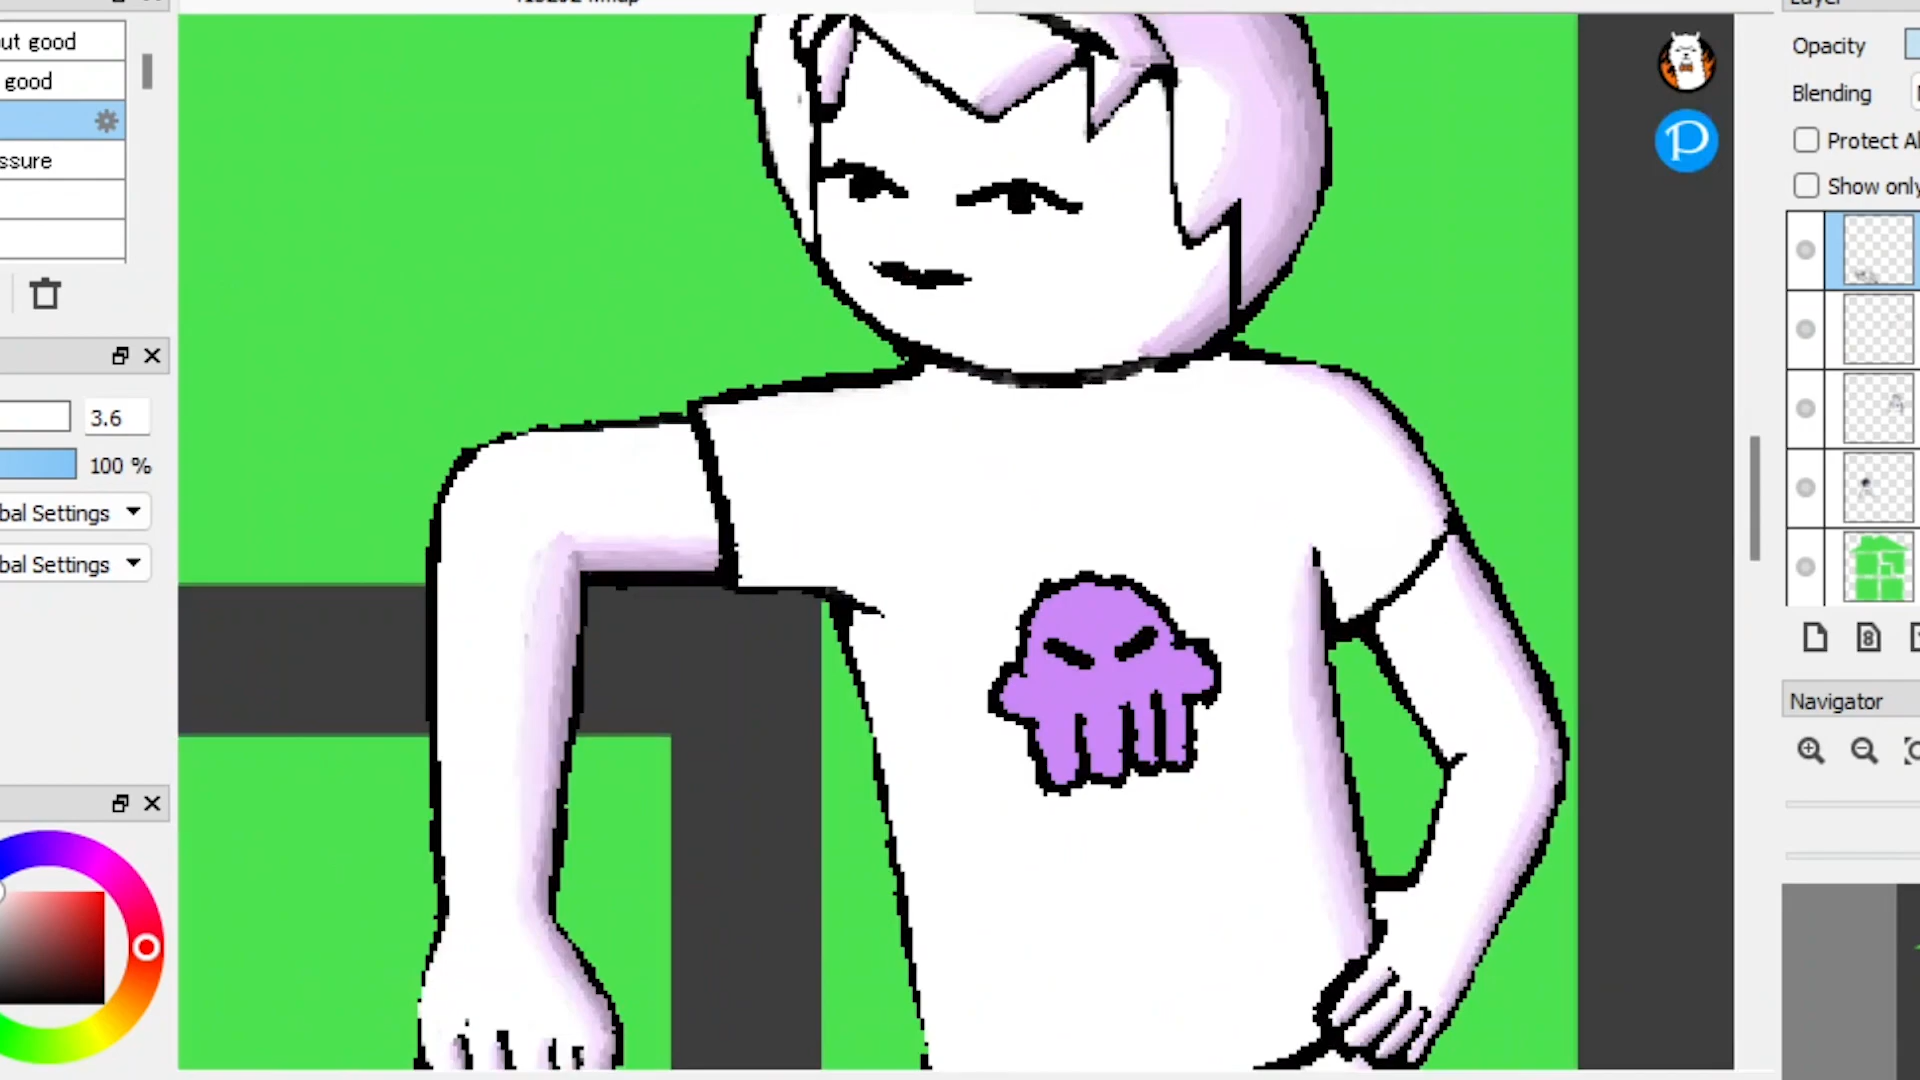 ut good
good
ssure
3.6
100 %
bal Settings
bal Settings
Opacity
Blending
Protect Al
Show only
Navigator